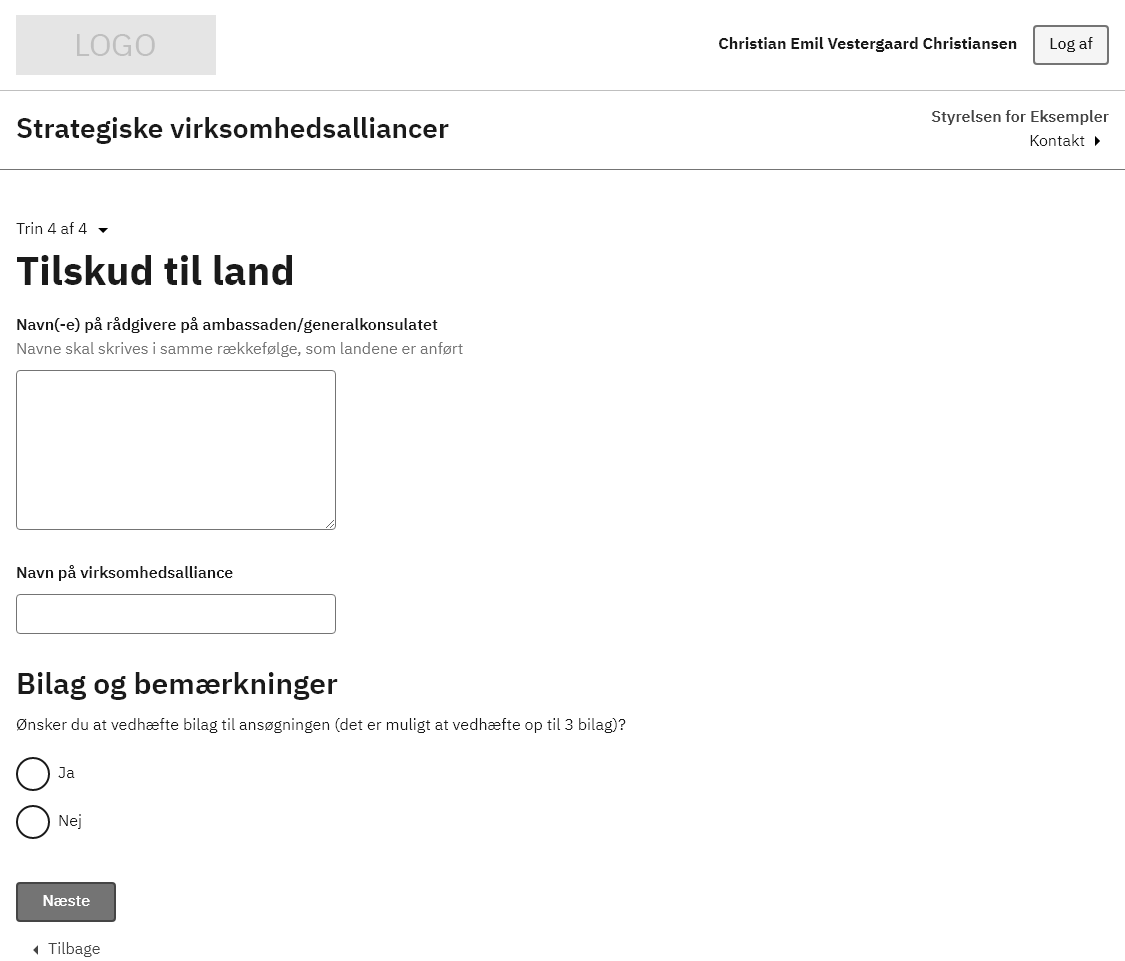 LOGO
Christian Emil Vestergaard Christiansen
Log af
Strategiske virksomhedsalliancer
Styrelsen for Eksempler
Kontakt
Trin 4 af 4
Tilskud til land
Navn(-e) på rådgivere på ambassaden/generalkonsulatet
Navne skal skrives i samme rækkefølge, som landene er anført
Navn på virksomhedsalliance
Bilag og bemærkninger
Ønsker du at vedhæfte bilag til ansøgningen (det er muligt at vedhæfte op til 3 bilag)?
Ja
Nej
Næste
Tilbage